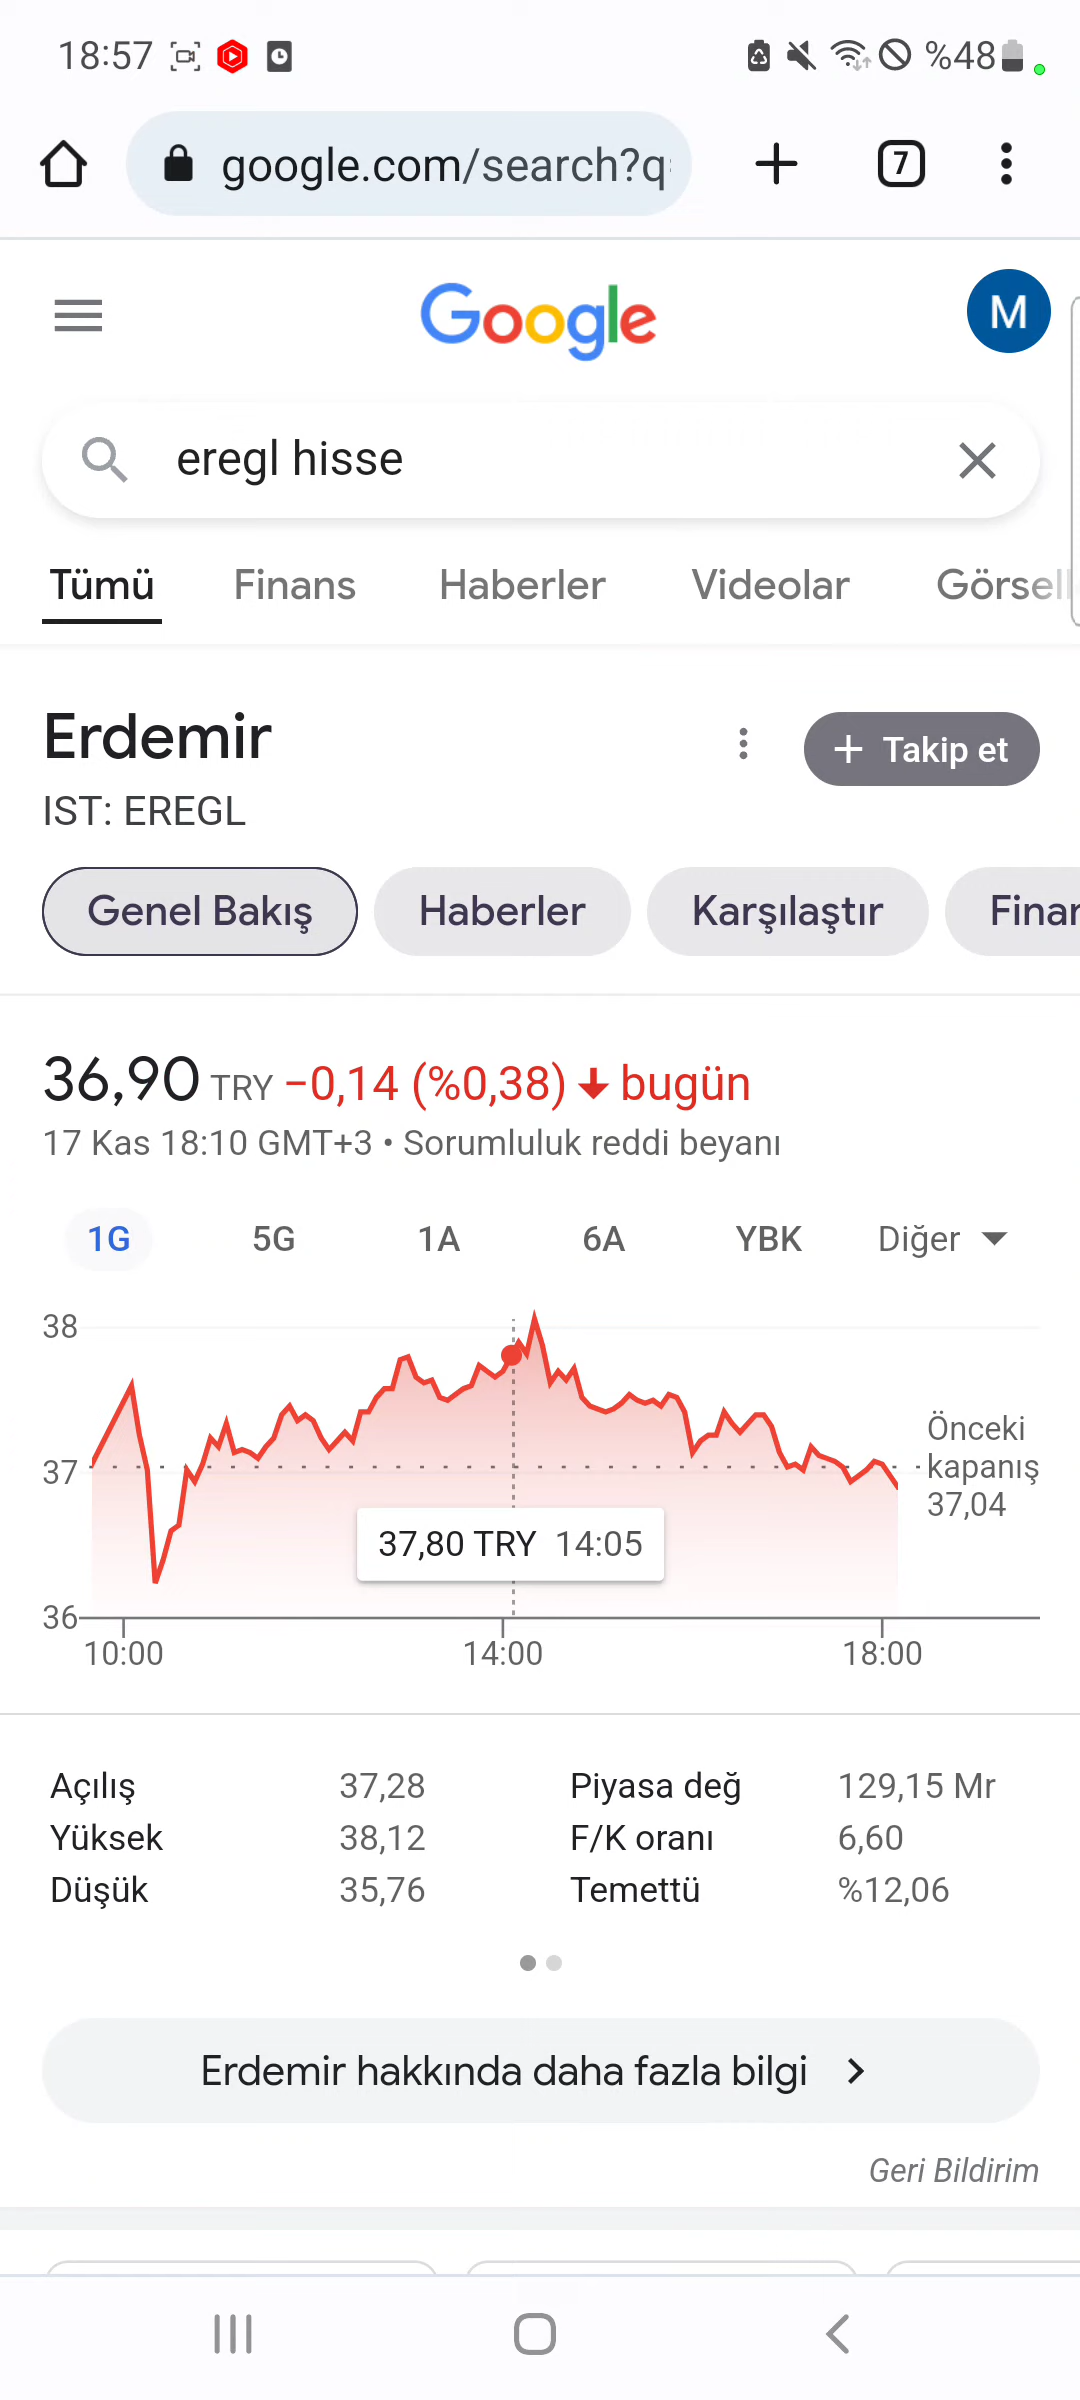 18:57 %48
google.com/search?q
7
Google
M
eregl hisse
Tümü Finans Haberler Videolar Görsell
Erdemir
+ Takip et
IST: EREGL
Genel Bakış Haberler Karşılaştır Finan
36,90 TRY −0,14 (%0,38) bugün
17 Kas 18:10 GMT+3 • Sorumluluk reddi beyanı
1G 5G 1A 6A YBK Diğer
38
37
36
Önceki
kapanış
37,04
37,80 TRY 14:05
10:00 14:00 18:00
Açılış 37,28 Piyasa değ 129,15 Mr
Yüksek 38,12 F/K oranı 6,60
Düşük 35,76 Temettü %12,06
Erdemir hakkında daha fazla bilgi
Geri Bildirim